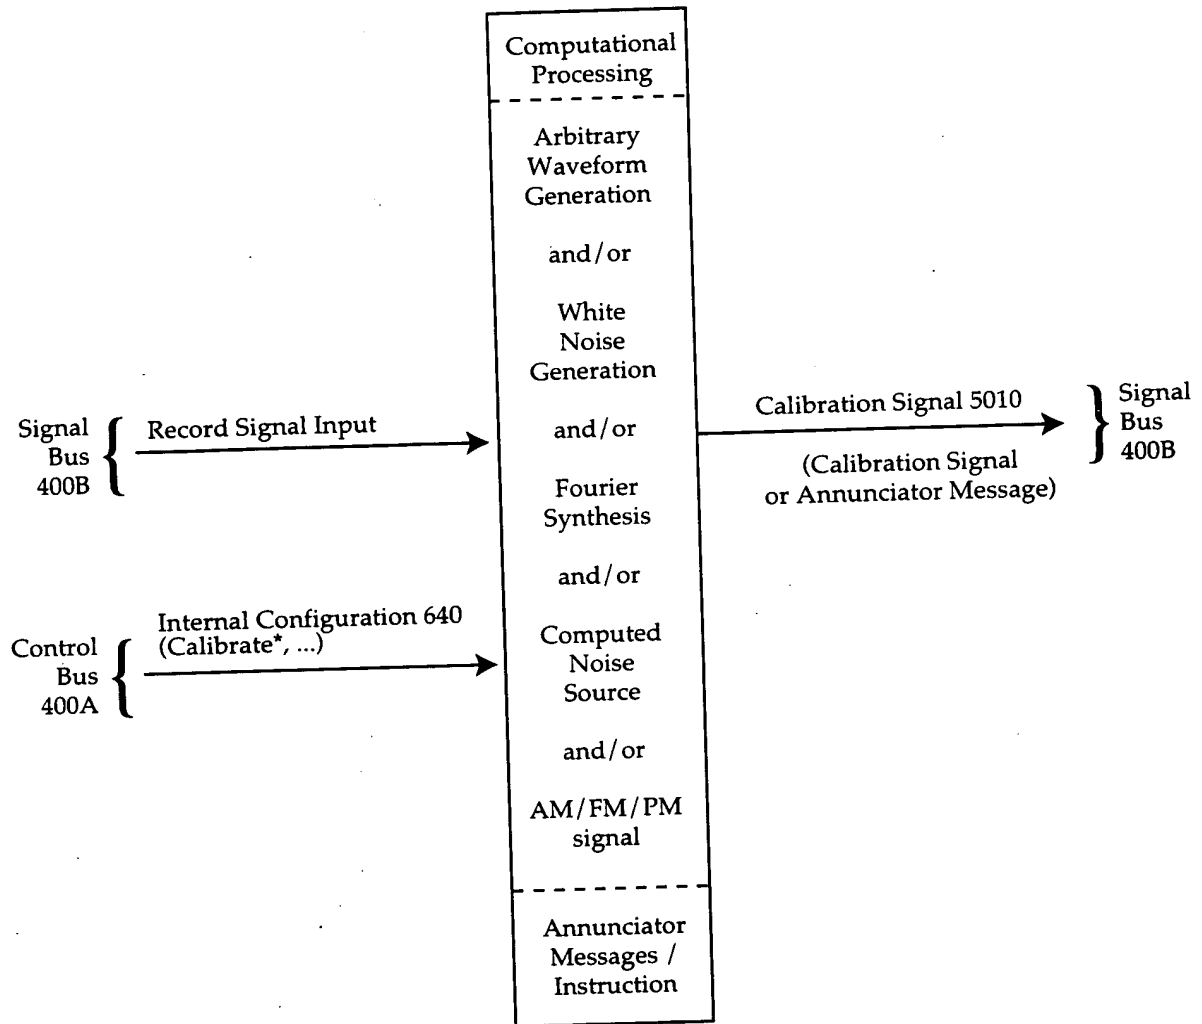 Computational
Processing
Arbitrary
Waveform
Generation
and/or
White
Noise
Generation
and/or
Fourier
Synthesis
and/or
Computed
Noise
Source
and/or
AM/FM/PM
signal
Annunciator
Messages /
Instruction
Signal
Bus
400B
Record Signal Input
Control
Bus
400A
Internal Configuration 640
(Calibrate*, ...)
Calibration Signal 5010
(Calibration Signal
or Annunciator Message)
Signal
Bus
400B